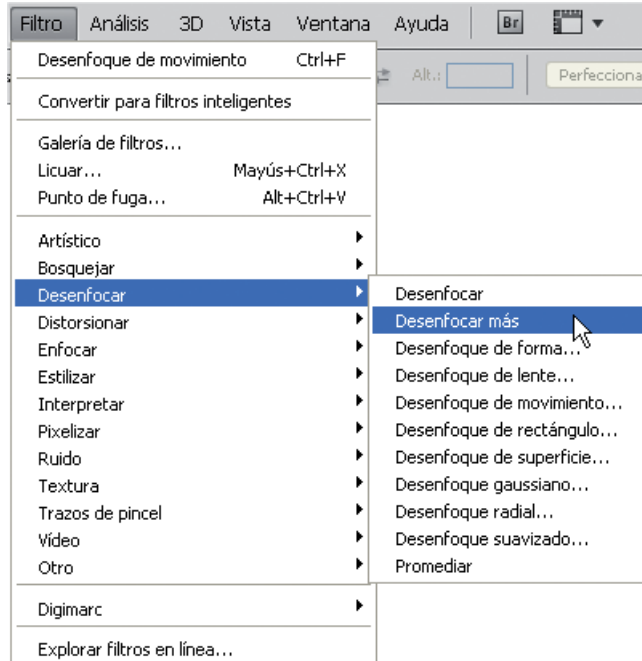 Filtro Análisis 3D Vista Ventana Ayuda Br
Desenfoque de movimiento Ctrl+F
Alt.: Perfecciona
Convertir para filtros inteligentes
Galería de filtros...
Licuar... Mayús+Ctrl+X
Punto de fuga... Alt+Ctrl+V
Artístico
Bosquejar
Desenfocar
Distorsionar
Enfocar
Estilizar
Interpretar
Pixelizar
Ruido
Textura
Trazos de pincel
Vídeo
Otro
Digimarc
Explorar filtros en línea...
Desenfocar
Desenfocar más
Desenfoque de forma...
Desenfoque de lente...
Desenfoque de movimiento...
Desenfoque de rectángulo...
Desenfoque de superficie...
Desenfoque gaussiano...
Desenfoque radial...
Desenfoque suavizado...
Promediar